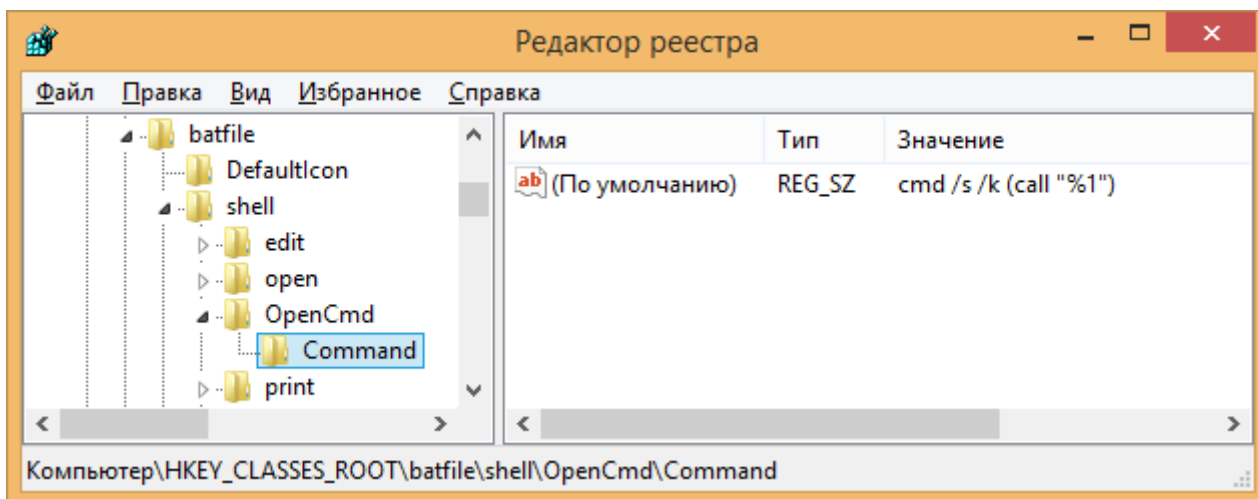 Редактор реестра
Файл Правка Вид Избранное Справка
batfile
DefaultIcon
shell
edit
open
OpenCmd
Command
print
Имя Тип Значение
ab (По умолчанию) REG_SZ cmd /s /k (call "%1")
Компьютер\HKEY_CLASSES_ROOT\batfile\shell\OpenCmd\Command